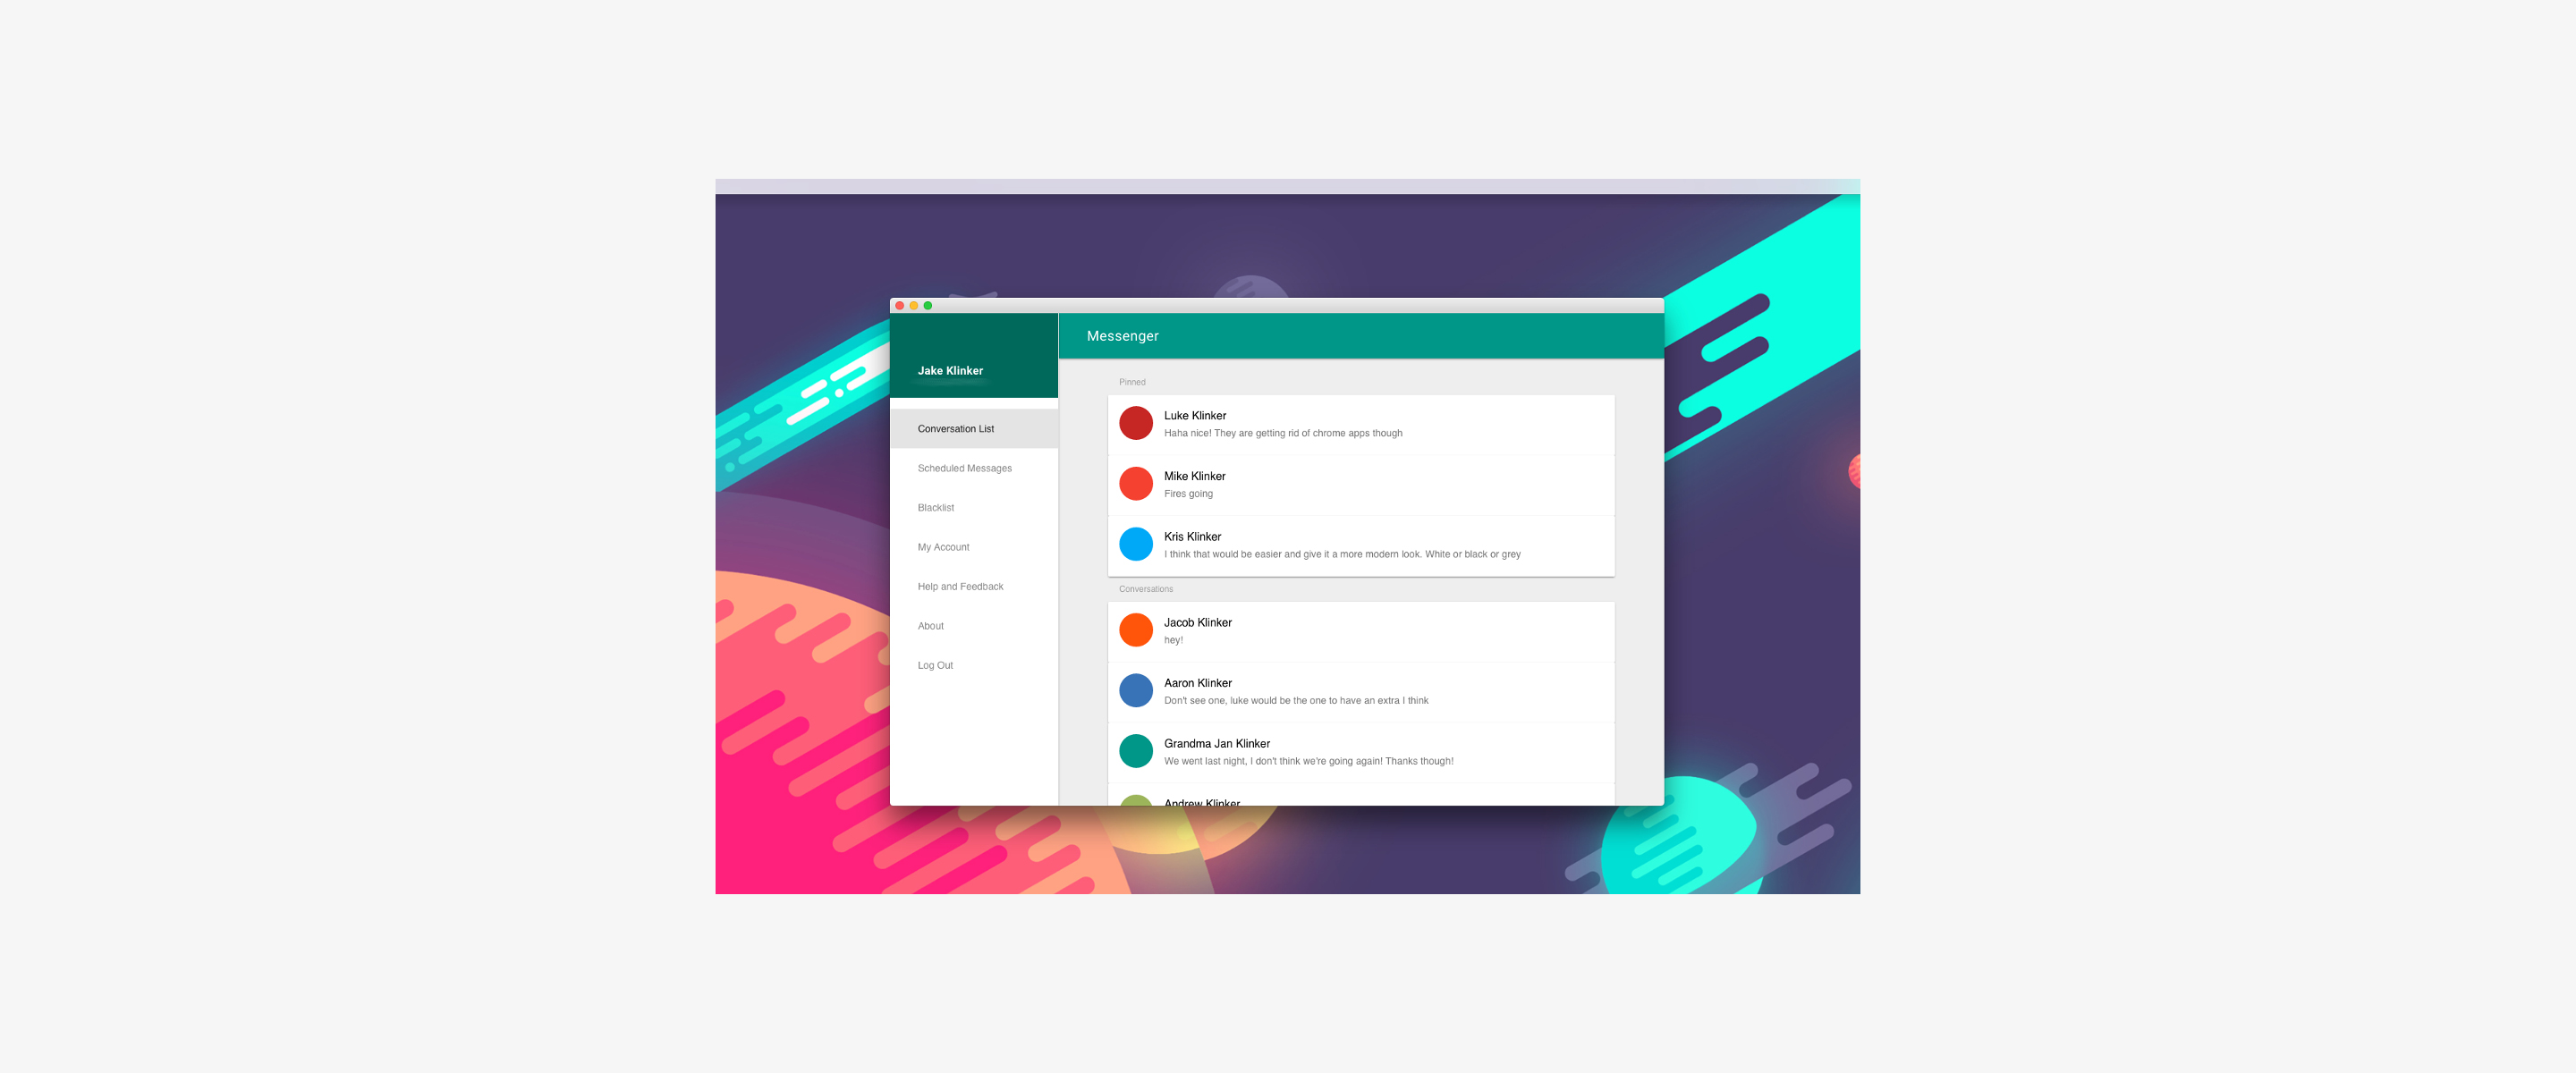 Messenger
Jake Klinker
Conversation List
Scheduled Messages
Blacklist
My Account
Help and Feedback
About
Log Out
Pinned
Luke Klinker
Haha nice! They are getting rid of chrome apps though
Mike Klinker
Fires going
Kris Klinker
I think that would be easier and give it a more modern look. White or black or grey
Conversations
Jacob Klinker
hey!
Aaron Klinker
Don't see one, luke would be the one to have an extra I think
Grandma Jan Klinker
We went last night, I don't think we're going again! Thanks though!
Andrew Klinker